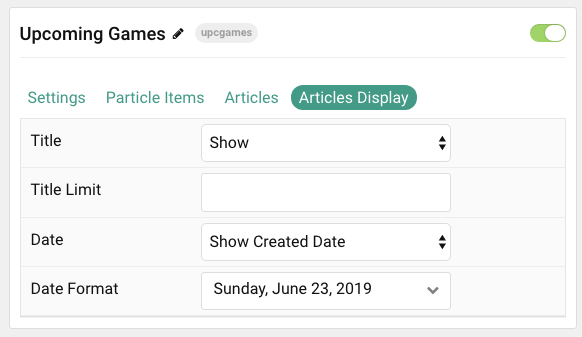 Upcoming Games upcgames
Settings Particle Items Articles Articles Display
Title Show
Title Limit
Date Show Created Date
Date Format Sunday, June 23, 2019